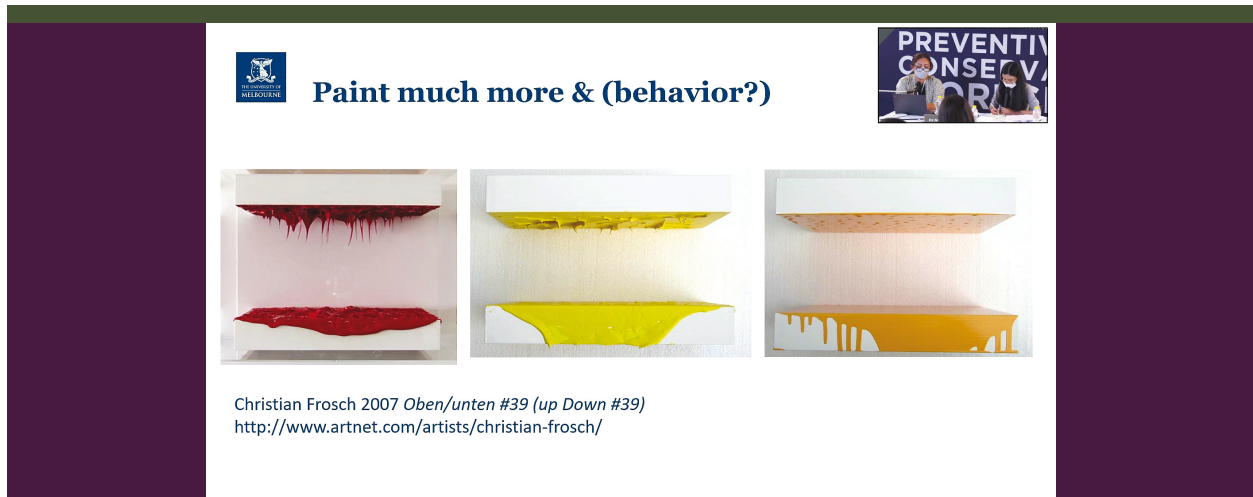 THE UNIVERSITY OF
MELBOURNE
Paint much more & (behavior?)
PREVENTIV
CONSERVA
Christian Frosch 2007 Oben/unten #39 (up Down #39)
http://www.artnet.com/artists/christian-frosch/